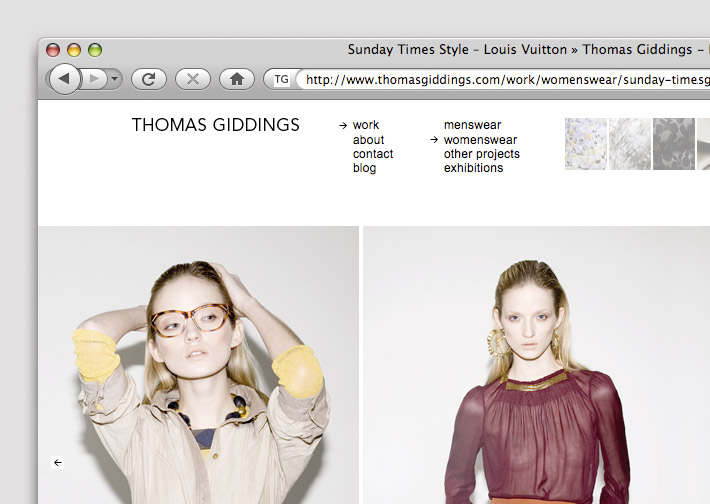 Sunday Times Style – Louis Vuitton » Thomas Giddings –
TG http://www.thomasgiddings.com/work/womenswear/sunday-timesg
THOMAS GIDDINGS
→ work
about
contact
blog
menswear
→ womenswear
other projects
exhibitions
←